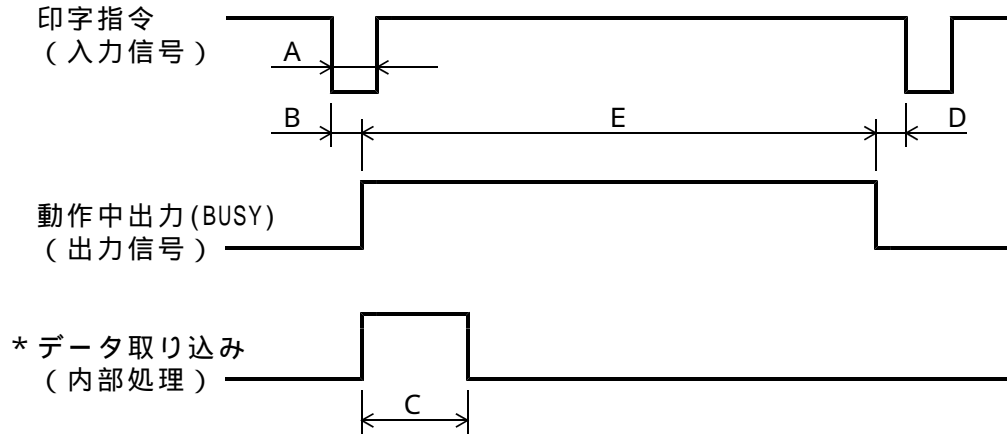 印字指令
(入力信号)
A
B
E
D
動作中出力(BUSY)
(出力信号)
*データ取り込み
(内部処理)
C